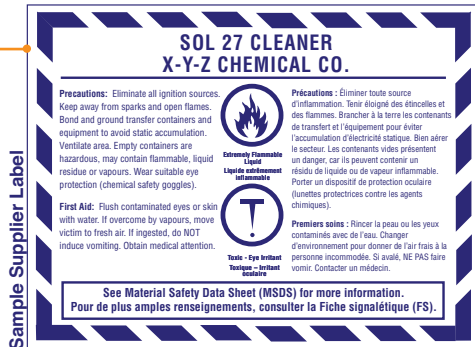 Sample Supplier Label
SOL 27 CLEANER
X-Y-Z CHEMICAL CO.
Precautions: Eliminate all ignition sources.
Keep away from sparks and open flames.
Bond and ground transfer containers and
equipment to avoid static accumulation.
Ventilate area. Empty containers are
hazardous, may contain flammable, liquid
residue or vapours. Wear suitable eye
protection (chemical safety goggles).
First Aid: Flush contaminated eyes or skin
with water. If overcome by vapours, move
victim to fresh air. If ingested, do NOT
induce vomiting. Obtain medical attention.
Extremely Flammable
Liquid
Liquide extrêmement
inflammable
Toxic - Eye Irritant
Toxique – Irritant
oculaire
Précautions : Éliminer toute source
d'inflammation. Tenir éloigné des étincelles et
des flammes. Brancher à la terre les contenants
de transfert et l'équipement pour éviter
l'accumulation d'électricité statique. Bien aérer
le secteur. Les contenants vides présentent
un danger, car ils peuvent contenir un
résidu de liquide ou de vapeur inflammable.
Porter un dispositif de protection oculaire
(lunettes protectrices contre les agents
chimiques).
Premiers soins : Rincer la peau ou les yeux
contaminés avec de l'eau. Changer
d'environnement pour donner de l'air frais à la
personne incommodée. Si avalé, NE PAS faire
vomir. Contacter un médecin.
See Material Safety Data Sheet (MSDS) for more information.
Pour de plus amples renseignements, consulter la Fiche signalétique (FS).